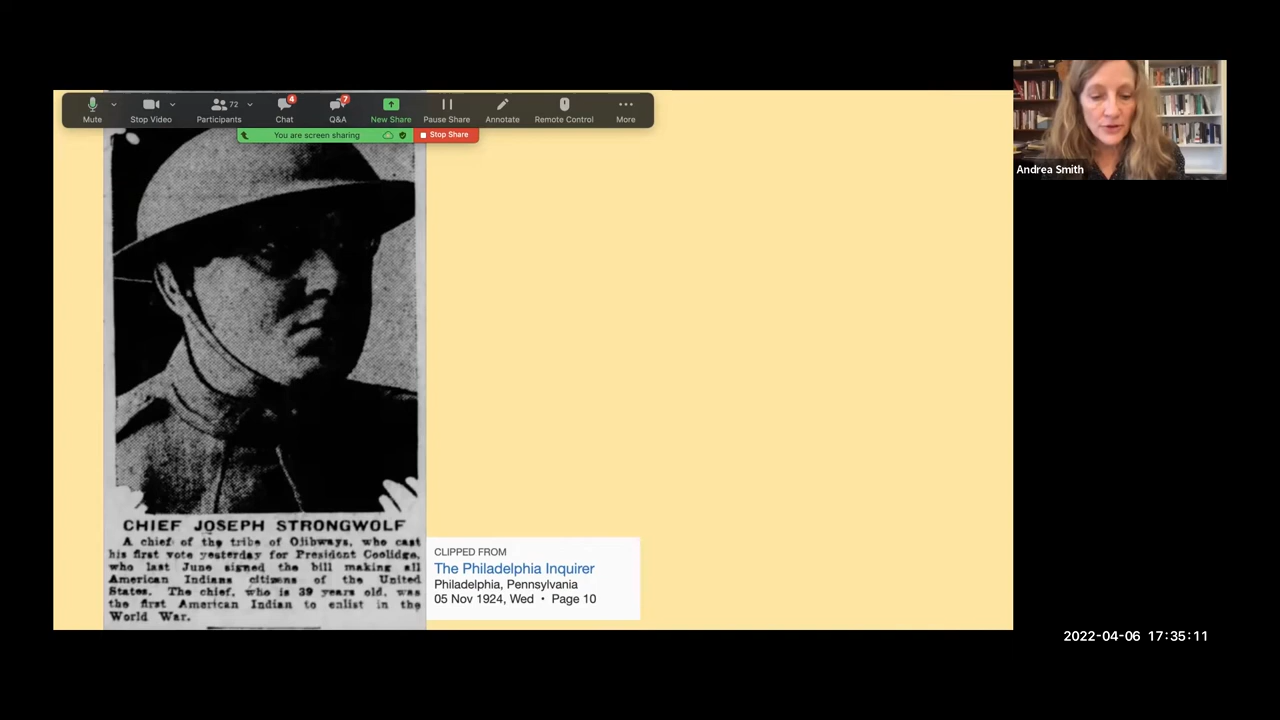 72
4
7
Mute
Stop Video
Participants
Chat
Q&A
New Share
Pause Share
Annotate
Remote Control
More
You are screen sharing
Stop Share
Andrea Smith
CHIEF JOSEPH STRONGWOLF
A chief of the tribe of Ojibways, who cast
his first vote yesterday for President Coolidge,
who last June signed the bill making all
American Indians citizens of the United
States. The chief, who is 39 years old, was
the first American Indian to enlist in the
World War.
CLIPPED FROM
The Philadelphia Inquirer
Philadelphia, Pennsylvania
05 Nov 1924, Wed • Page 10
2022-04-06 17:35:11